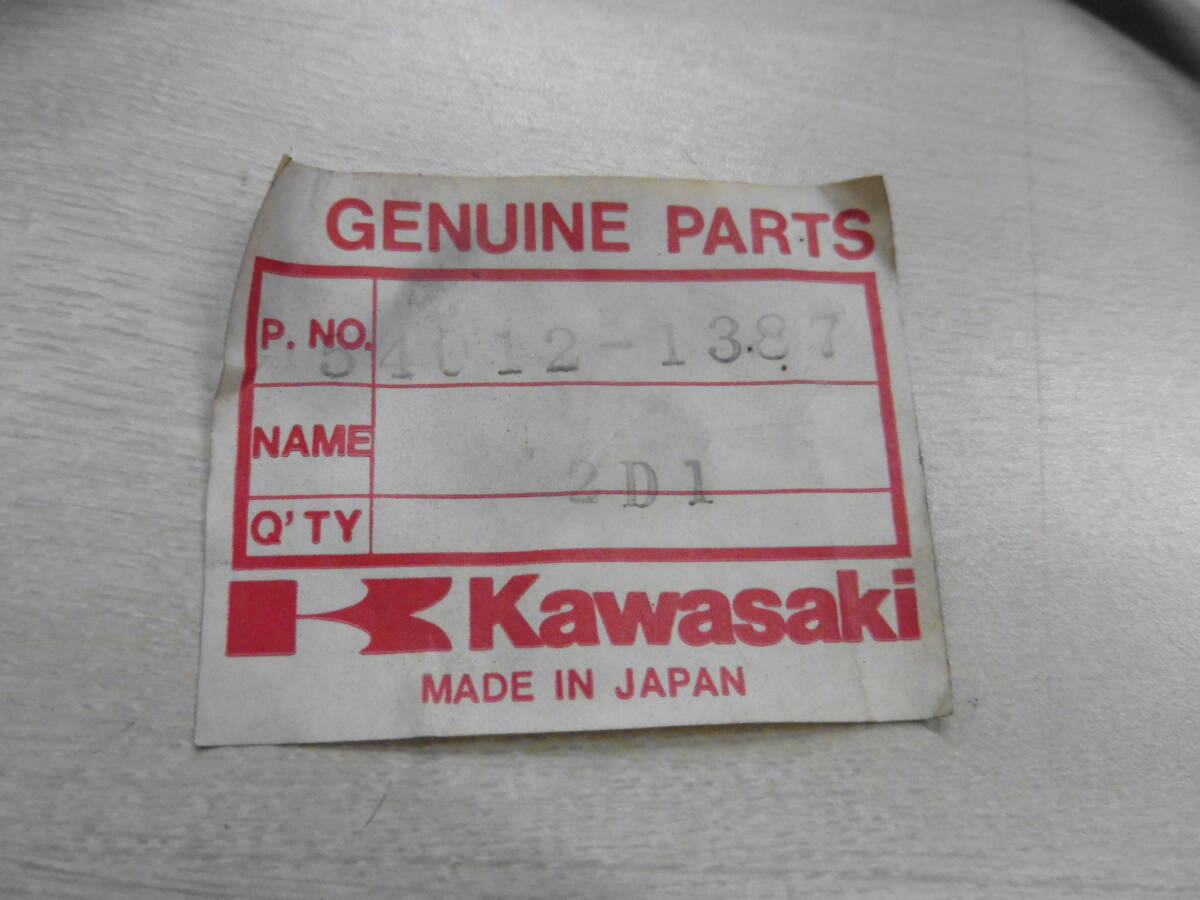 GENUINE PARTS
P. NO. 54012-1387
NAME
2D1
Q'TY
Kawasaki
MADE IN JAPAN